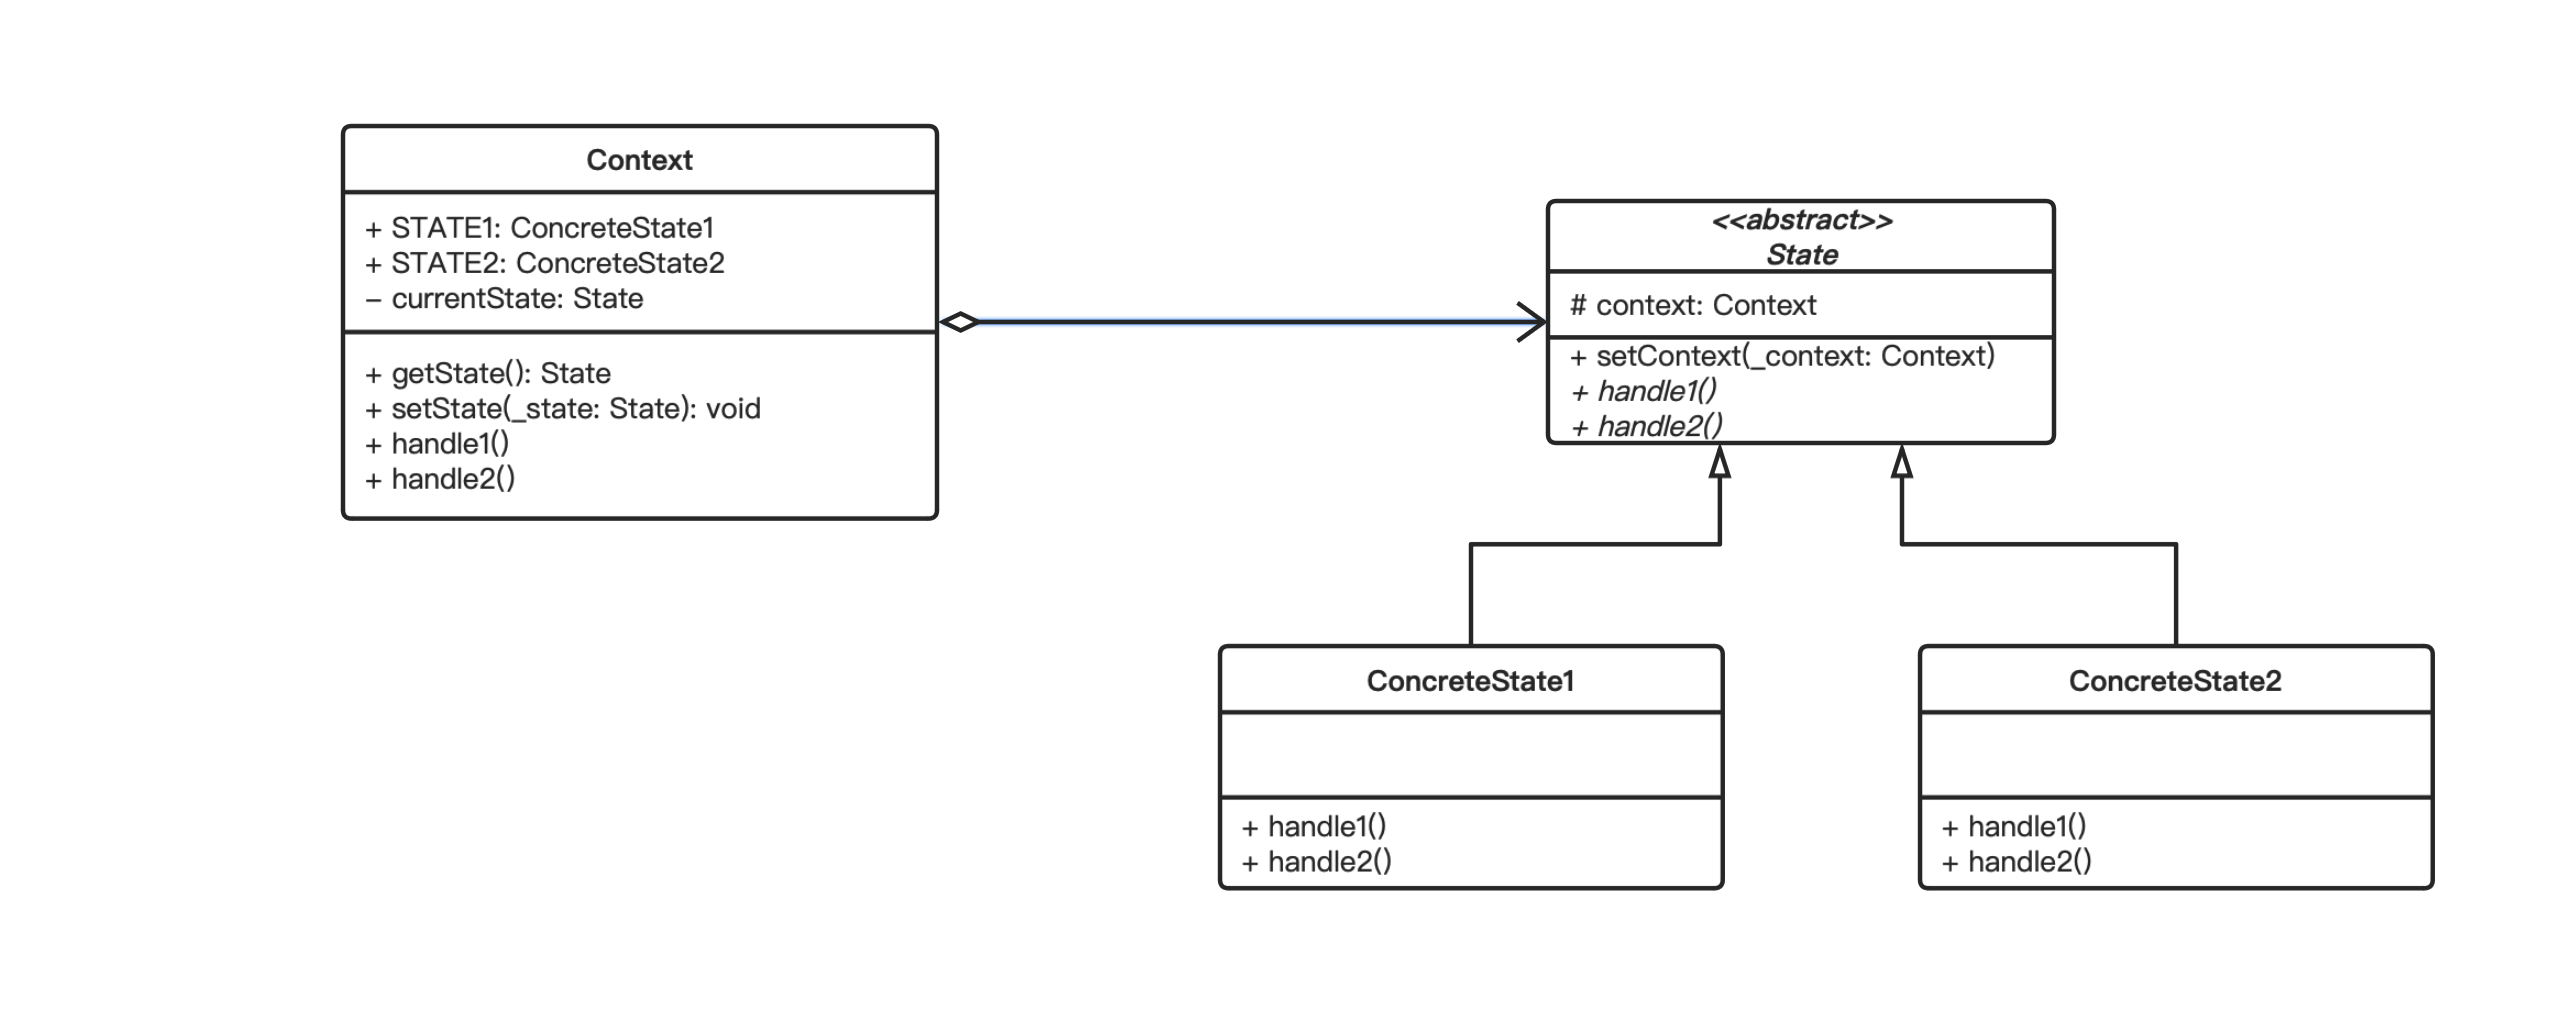 Context
+ STATE1: ConcreteState1
+ STATE2: ConcreteState2
– currentState: State
+ getState(): State
+ setState(_state: State): void
+ handle1()
+ handle2()
<<abstract>>
State
# context: Context
+ setContext(_context: Context)
+ handle1()
+ handle2()
ConcreteState1
+ handle1()
+ handle2()
ConcreteState2
+ handle1()
+ handle2()